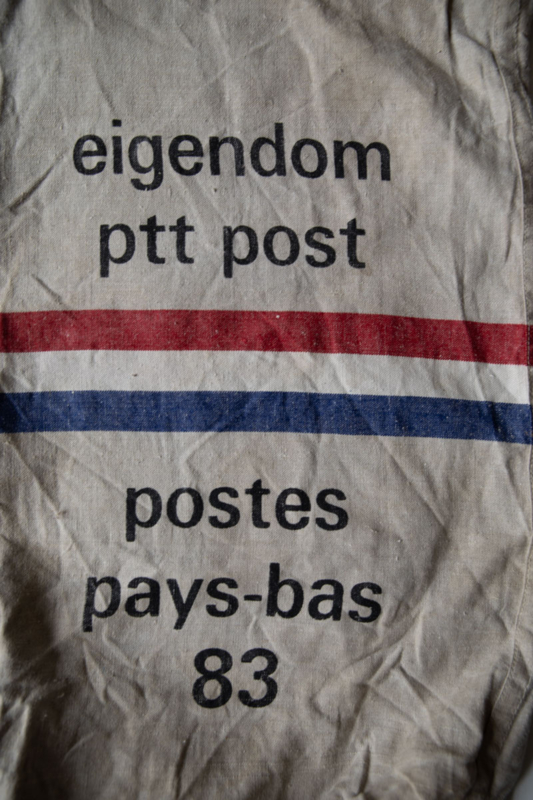 eigendom
ptt post
postes
pays-bas
83